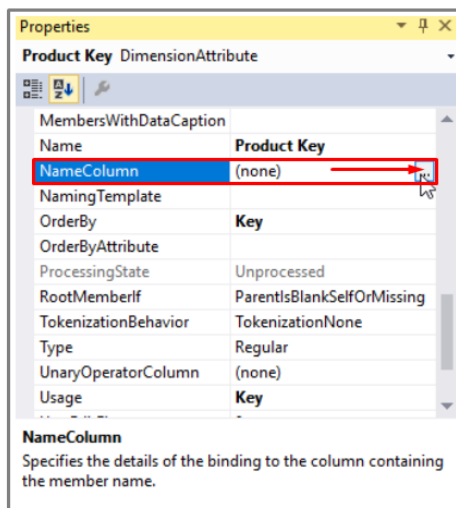 Properties
Product Key DimensionAttribute
MembersWithDataCaption
Name Product Key
NameColumn (none) ...
NamingTemplate
OrderBy Key
OrderByAttribute
ProcessingState Unprocessed
RootMemberIf ParentIsBlankSelfOrMissing
TokenizationBehavior TokenizationNone
Type Regular
UnaryOperatorColumn (none)
Usage Key
NameColumn
Specifies the details of the binding to the column containing
the member name.